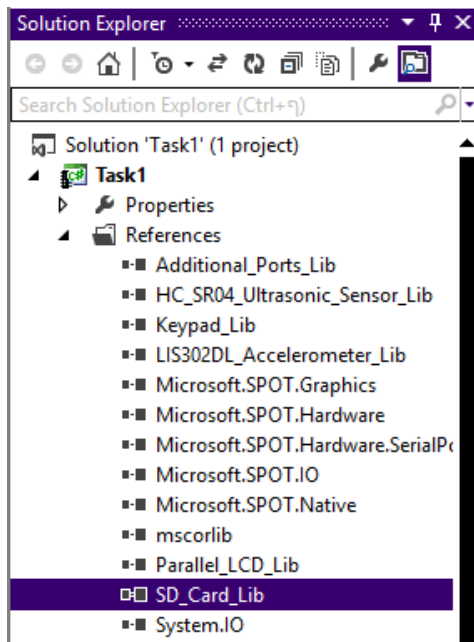 Solution Explorer
Search Solution Explorer (Ctrl+ך)
Solution 'Task1' (1 project)
Task1
Properties
References
Additional_Ports_Lib
HC_SR04_Ultrasonic_Sensor_Lib
Keypad_Lib
LIS302DL_Accelerometer_Lib
Microsoft.SPOT.Graphics
Microsoft.SPOT.Hardware
Microsoft.SPOT.Hardware.SerialPo
Microsoft.SPOT.IO
Microsoft.SPOT.Native
mscorlib
Parallel_LCD_Lib
SD_Card_Lib
System.IO